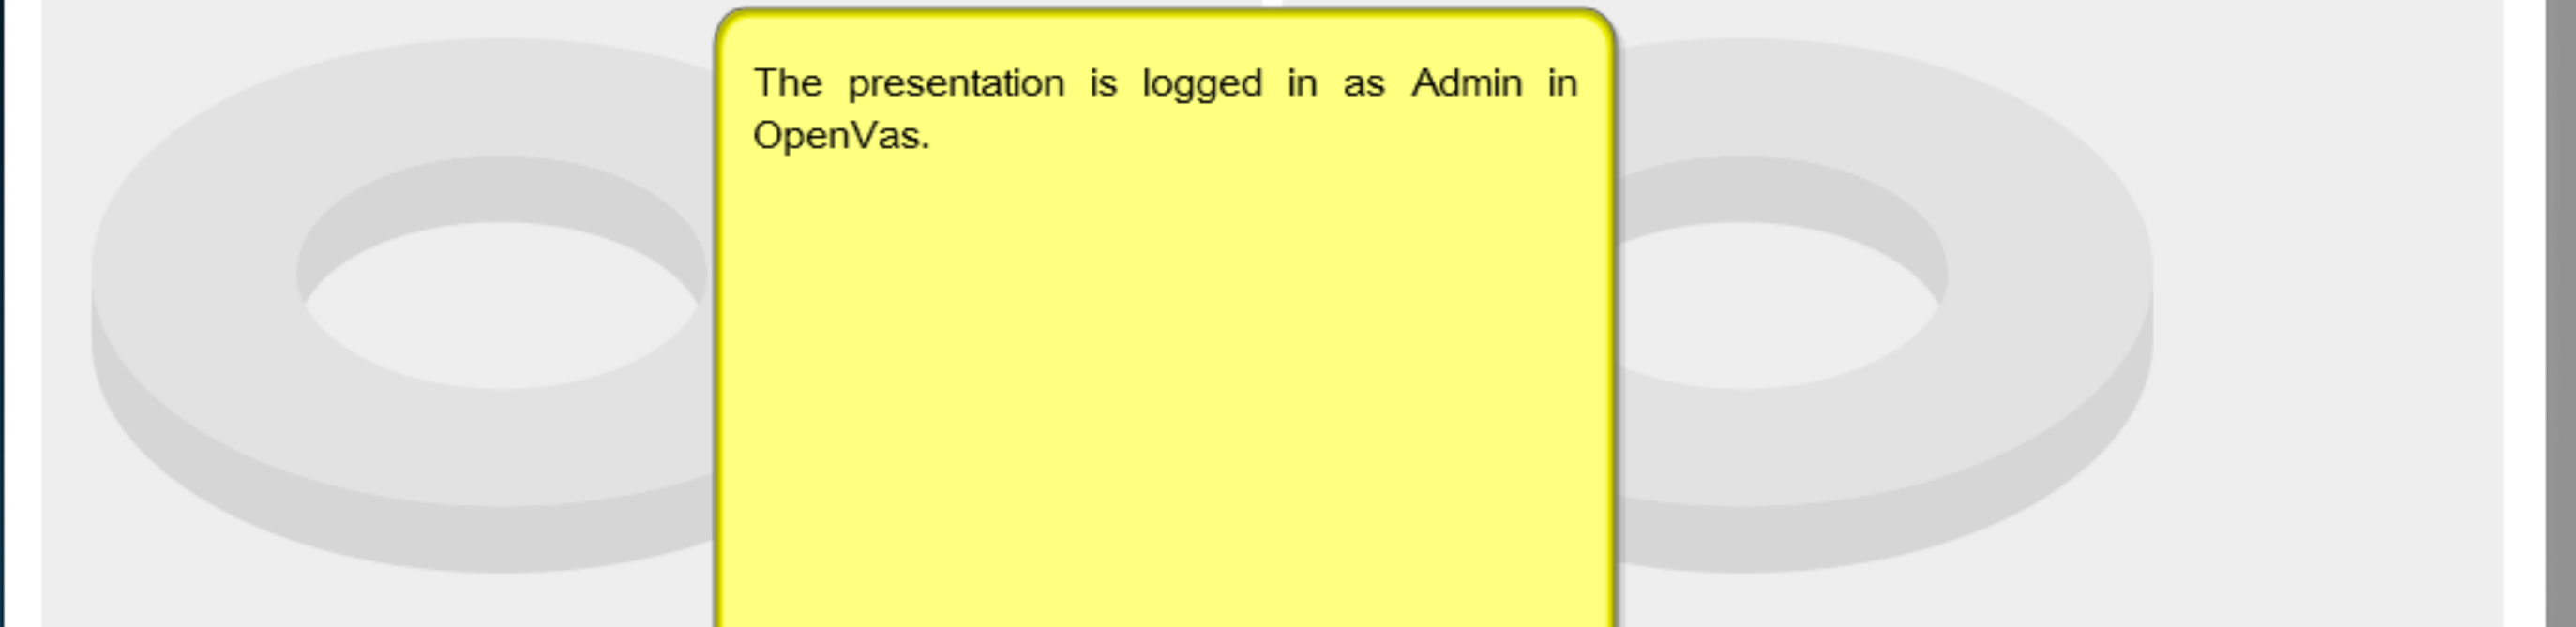 The presentation is logged in as Admin in
OpenVas.